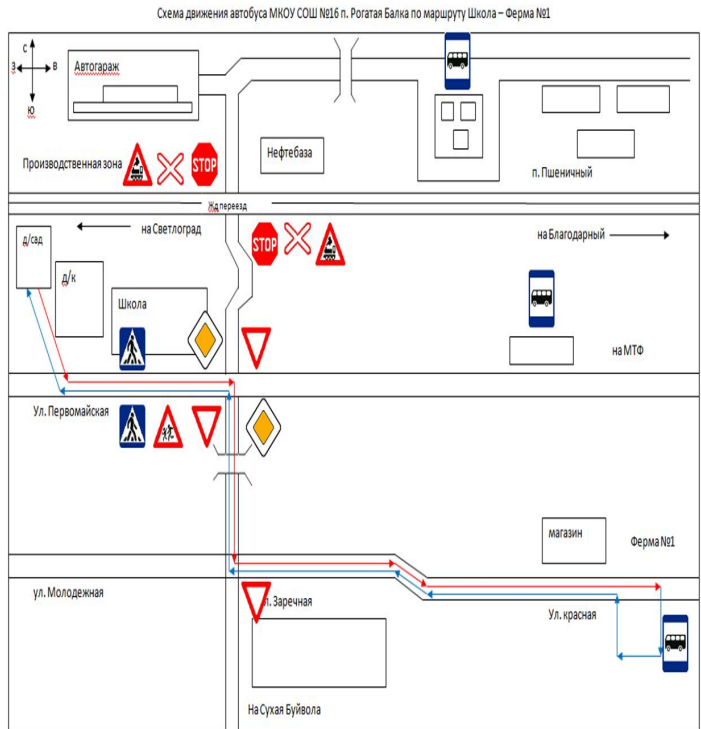 Схема движения автобуса МКОУ СОШ №16 п. Рогатая Балка по маршруту Школа – Ферма №1
С
З
В
Ю
Автогараж
Производственная зона
STOP
Нефтебаза
п. Пшеничный
Жд переезд
д/сад
на Светлоград
STOP
на Благодарный
д/к
Школа
на МТФ
Ул. Первомайская
магазин
Ферма №1
ул. Молодежная
л. Заречная
Ул. красная
На Сухая Буйвола